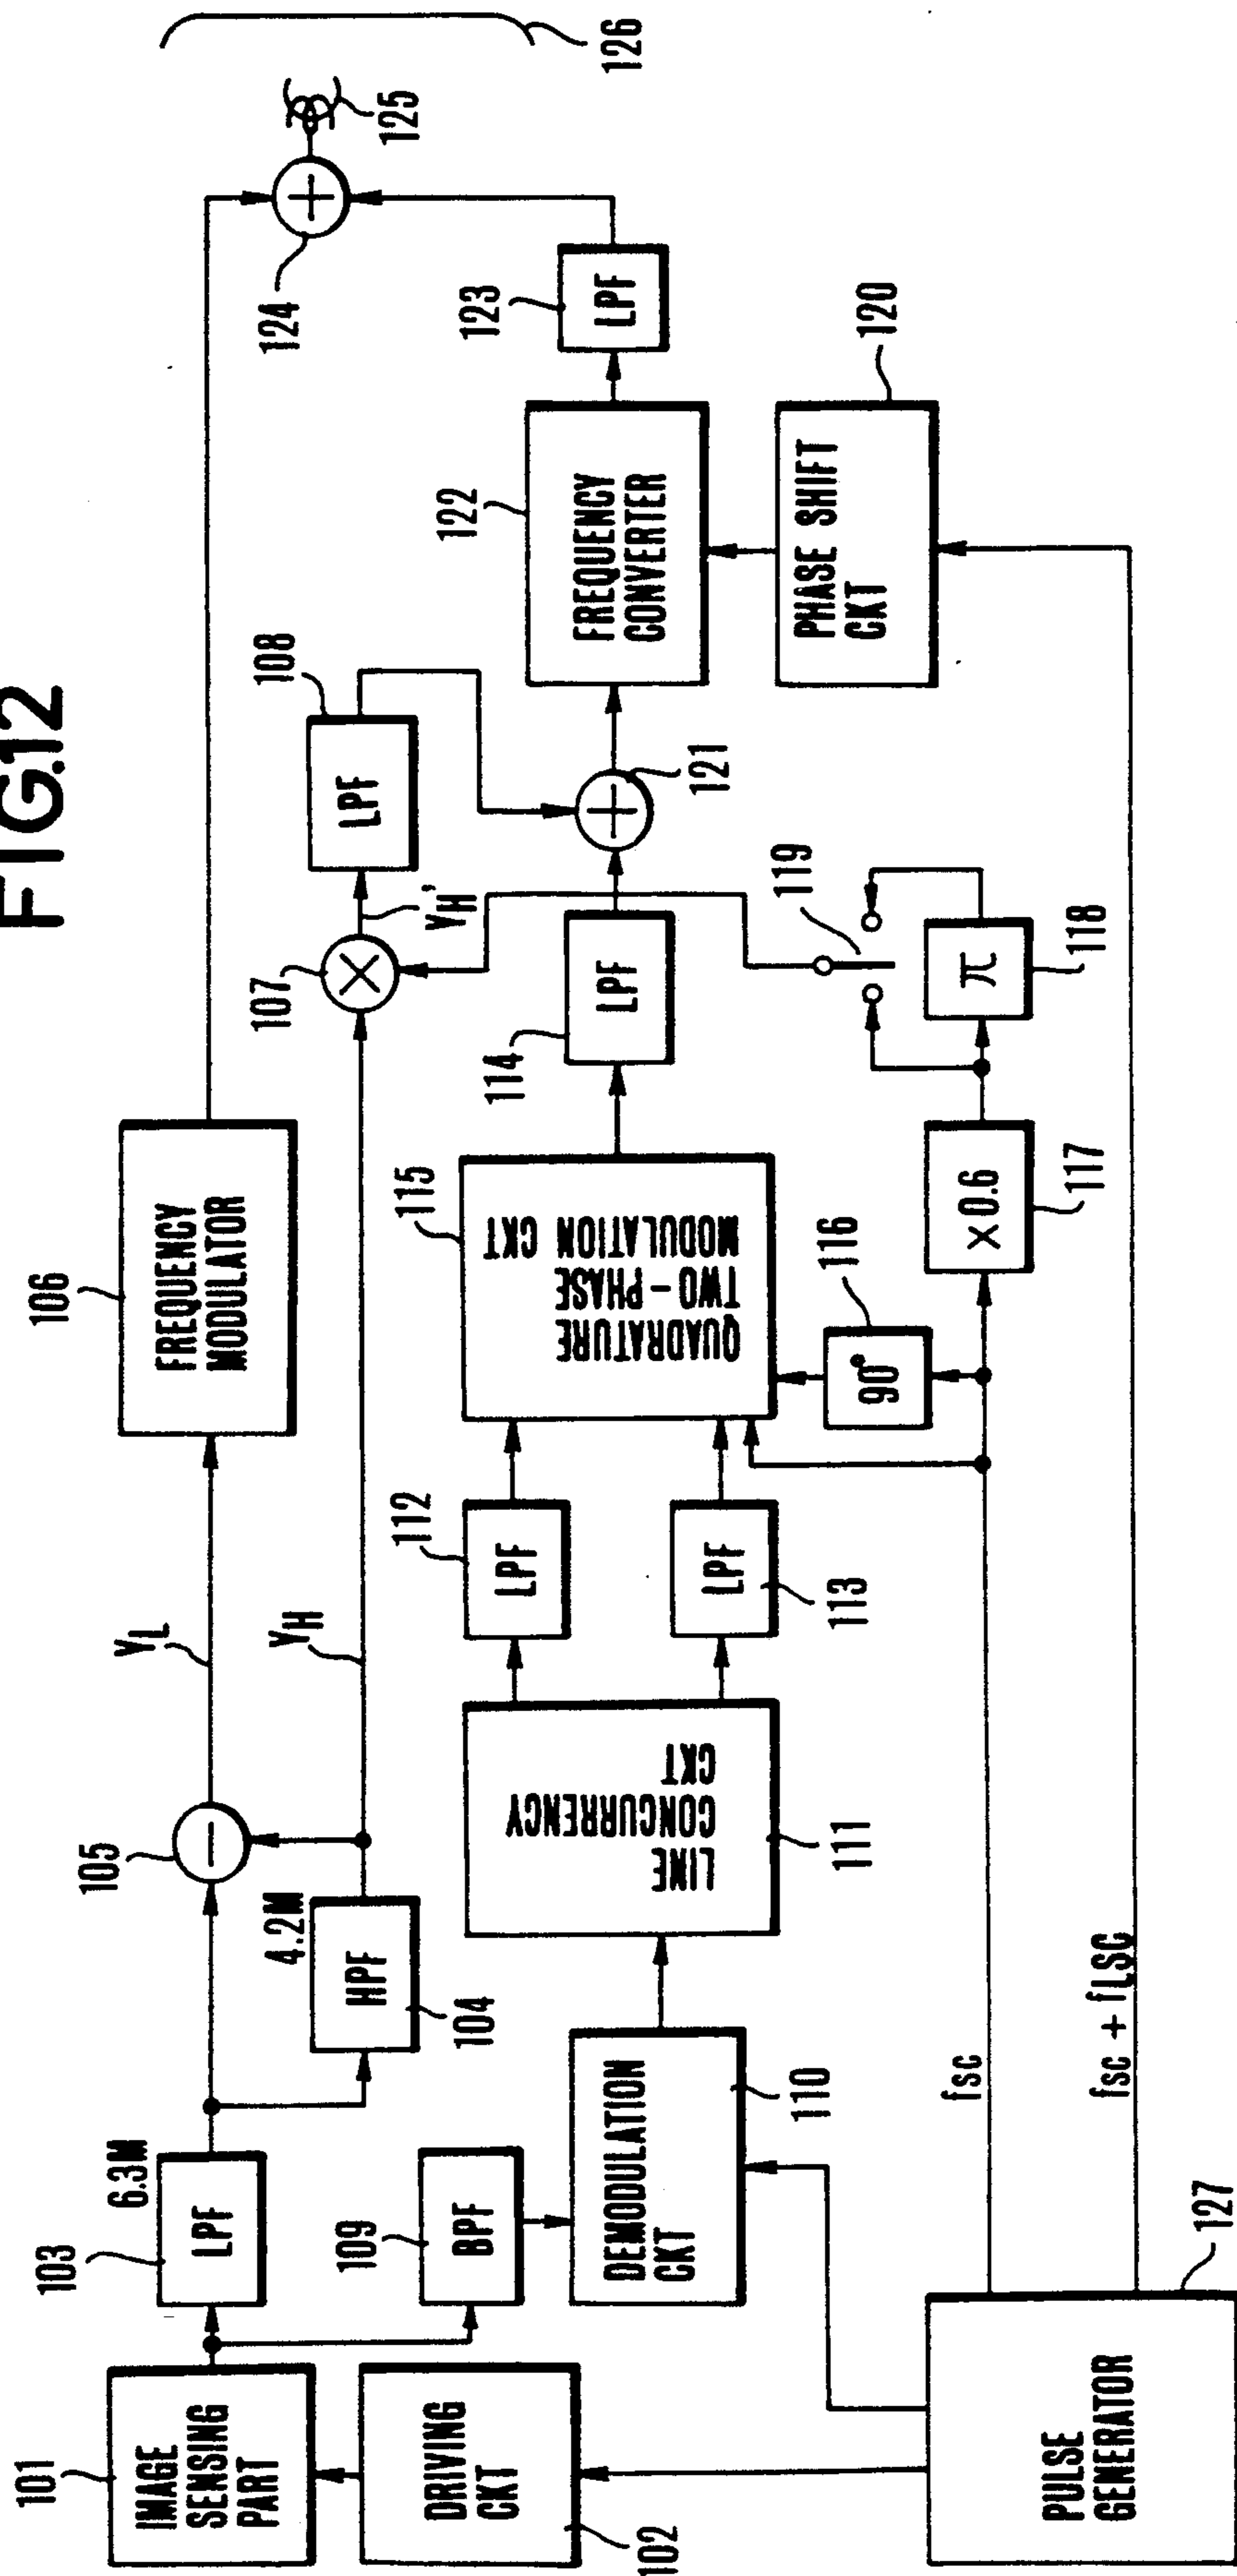 FIG.12
101
IMAGE
SENSING
PART
102
DRIVING
CKT
103
LPF
6.3M
104
HPF
4.2M
105
−
YL
YH
106
FREQUENCY
MODULATOR
107
×
YH'
108
LPF
109
BPF
110
DEMODULATION
CKT
111
LINE
CONCURRENCY
CKT
112
LPF
113
LPF
114
LPF
115
QUADRATURE
TWO-PHASE
MODULATION CKT
116
90°
117
×0.6
118
π
119
120
PHASE SHIFT
CKT
121
+
122
FREQUENCY
CONVERTER
123
LPF
124
+
125
126
127
PULSE
GENERATOR
fsc
fsc + fLSC